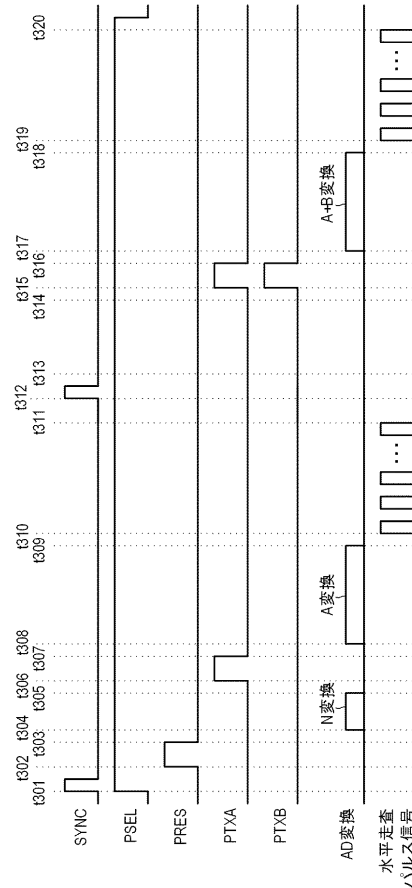 t301
t302
t303
t304
t305
t306
t307
t308
t309
t310
t311
t312
t313
t314
t315
t316
t317
t318
t319
t320
SYNC
PSEL
PRES
PTXA
PTXB
AD変換
N変換
A変換
A+B変換
水平走査
パルス信号
...
...